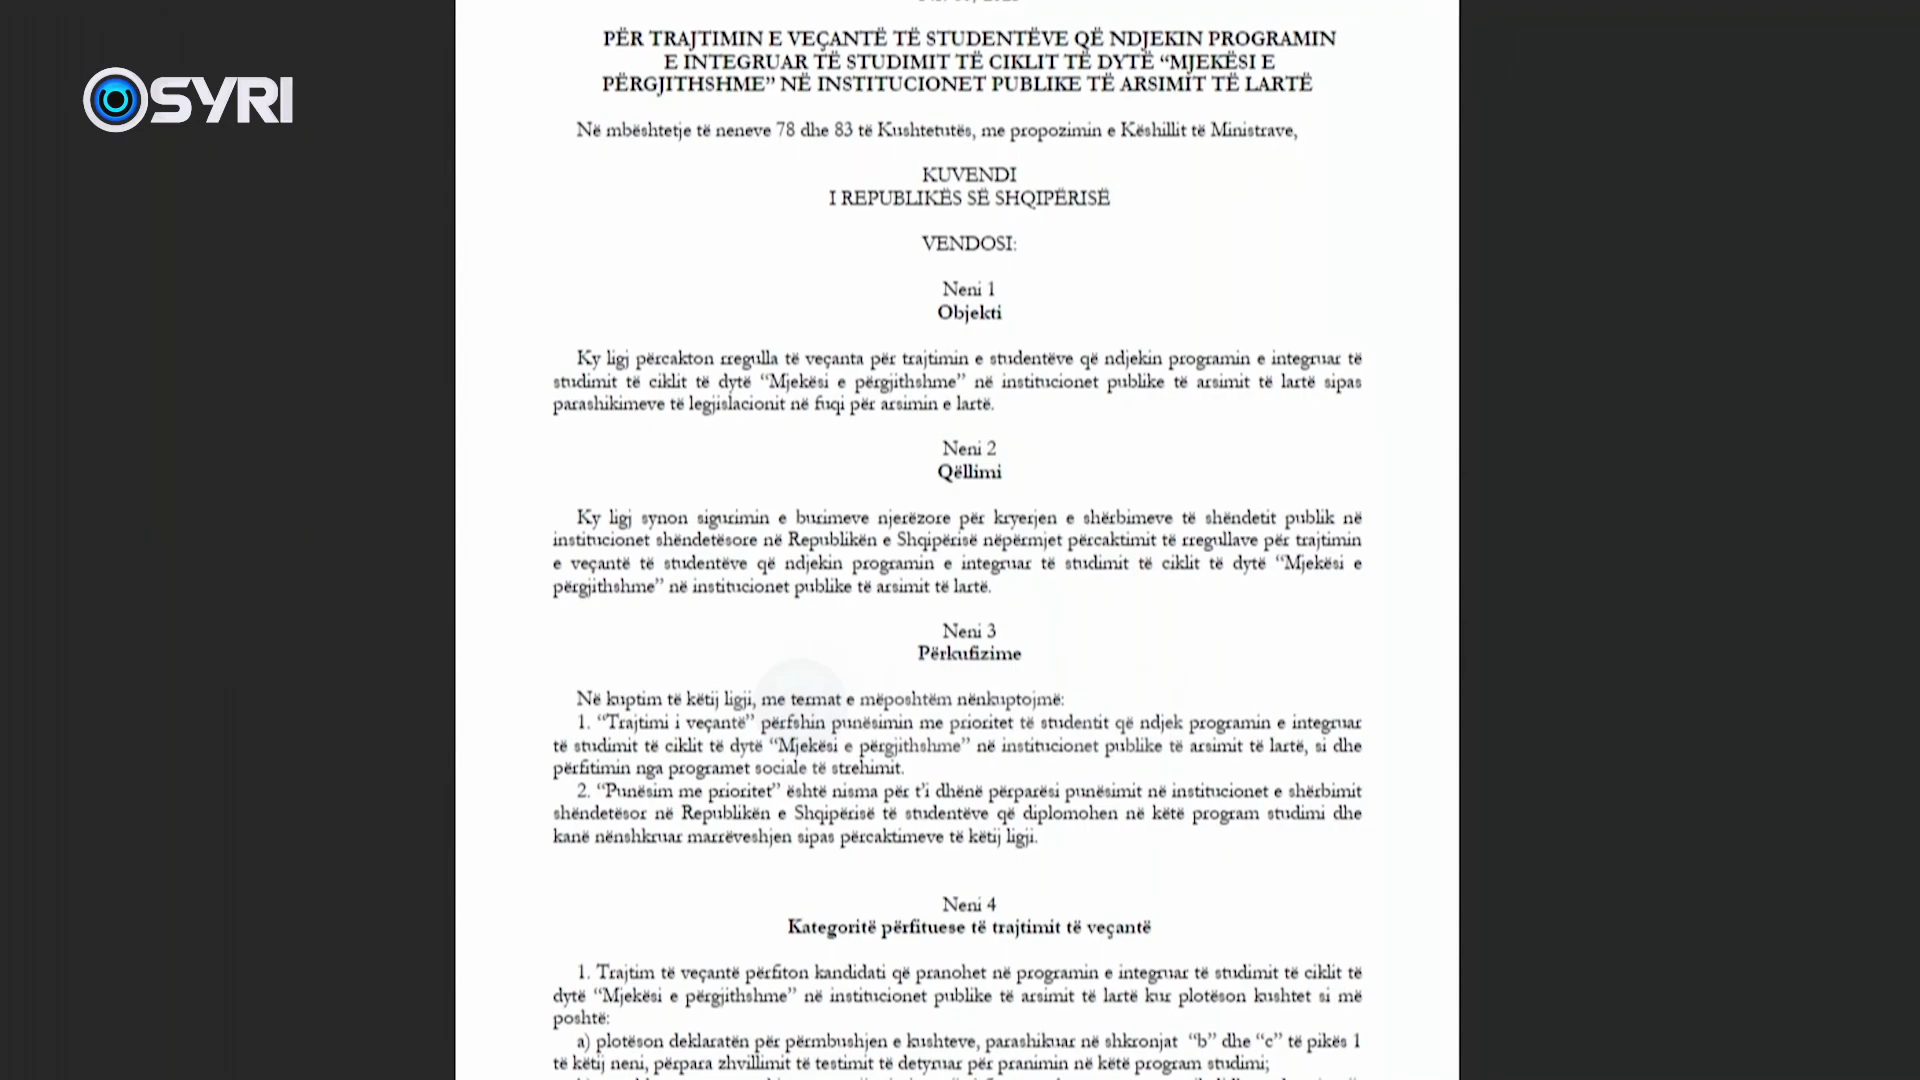 SYRI
PËR TRAJTIMIN E VEÇANTË TË STUDENTËVE QË NDJEKIN PROGRAMIN
E INTEGRUAR TË STUDIMIT TË CIKLIT TË DYTË “MJEKËSI E
PËRGJITHSHME” NË INSTITUCIONET PUBLIKE TË ARSIMIT TË LARTË
Në mbështetje të neneve 78 dhe 83 të Kushtetutës, me propozimin e Këshillit të Ministrave,
KUVENDI
I REPUBLIKËS SË SHQIPËRISË
VENDOSI:
Neni 1
Objekti
Ky ligj përcakton rregulla të veçanta për trajtimin e studentëve që ndjekin programin e integruar të
studimit të ciklit të dytë “Mjekësi e përgjithshme” në institucionet publike të arsimit të lartë sipas
parashikimeve të legjislacionit në fuqi për arsimin e lartë.
Neni 2
Qëllimi
Ky ligj synon sigurimin e burimeve njerëzore për kryerjen e shërbimeve të shëndetit publik në
institucionet shëndetësore në Republikën e Shqipërisë nëpërmjet përcaktimit të rregullave për trajtimin
e veçantë të studentëve që ndjekin programin e integruar të studimit të ciklit të dytë “Mjekësi e
përgjithshme” në institucionet publike të arsimit të lartë.
Neni 3
Përkufizime
Në kuptim të këtij ligji, me termat e mëposhtëm nënkuptojmë:
1. “Trajtimi i veçantë” përfshin punësimin me prioritet të studentit që ndjek programin e integruar
të studimit të ciklit të dytë “Mjekësi e përgjithshme” në institucionet publike të arsimit të lartë, si dhe
përfitimin nga programet sociale të strehimit.
2. “Punësim me prioritet” është nisma për t’i dhënë përparësi punësimit në institucionet e shërbimit
shëndetësor në Republikën e Shqipërisë të studentëve që diplomohen në këtë program studimi dhe
kanë nënshkruar marrëveshjen sipas përcaktimeve të këtij ligji.
Neni 4
Kategoritë përfituese të trajtimit të veçantë
1. Trajtim të veçantë përfiton kandidati që pranohet në programin e integruar të studimit të ciklit të
dytë “Mjekësi e përgjithshme” në institucionet publike të arsimit të lartë kur plotëson kushtet si më
poshtë:
a) plotëson deklaratën për përmbushjen e kushteve, parashikuar në shkronjat “b” dhe “c” të pikës 1
të këtij neni, përpara zhvillimit të testimit të detyruar për pranimin në këtë program studimi;